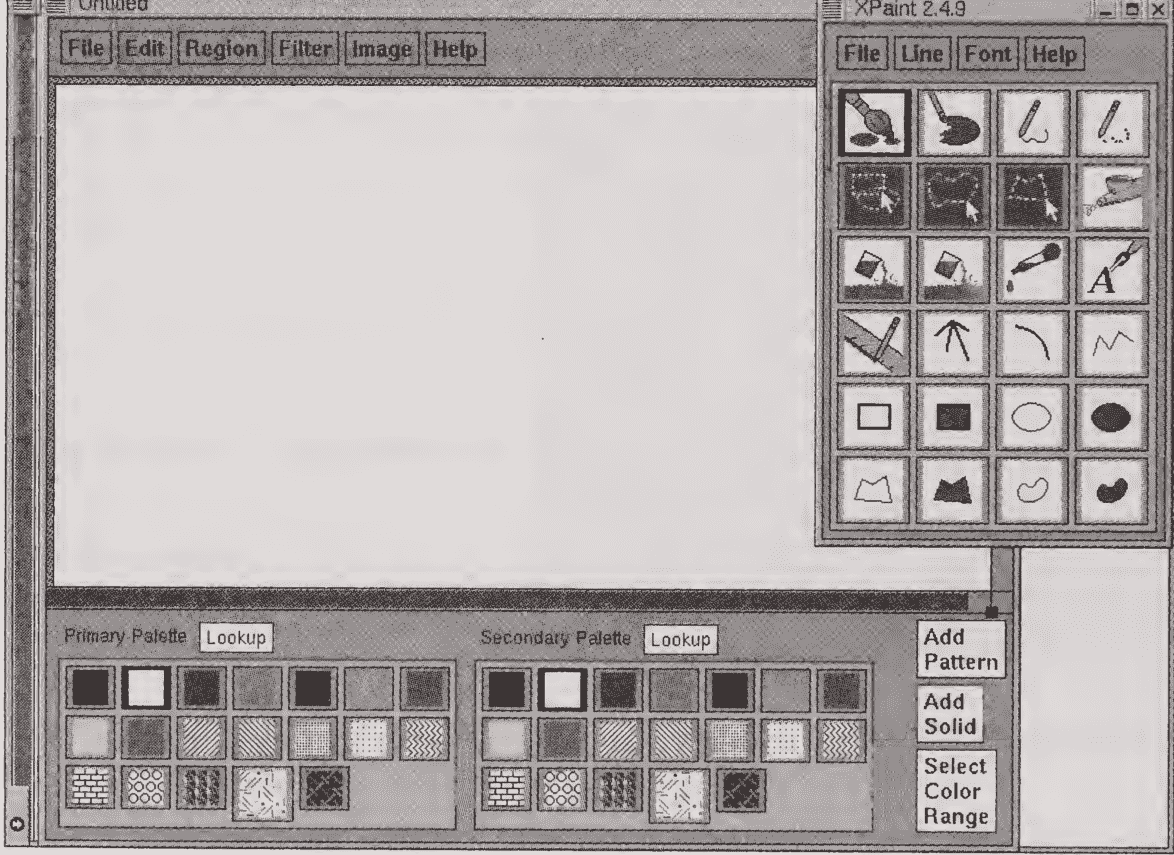 Untitled
File Edit Region Filter Image Help
XPaint 2.4.9
File Line Font Help
A
Primary Palette Lookup
Secondary Palette Lookup
Add
Pattern
Add
Solid
Select
Color
Range